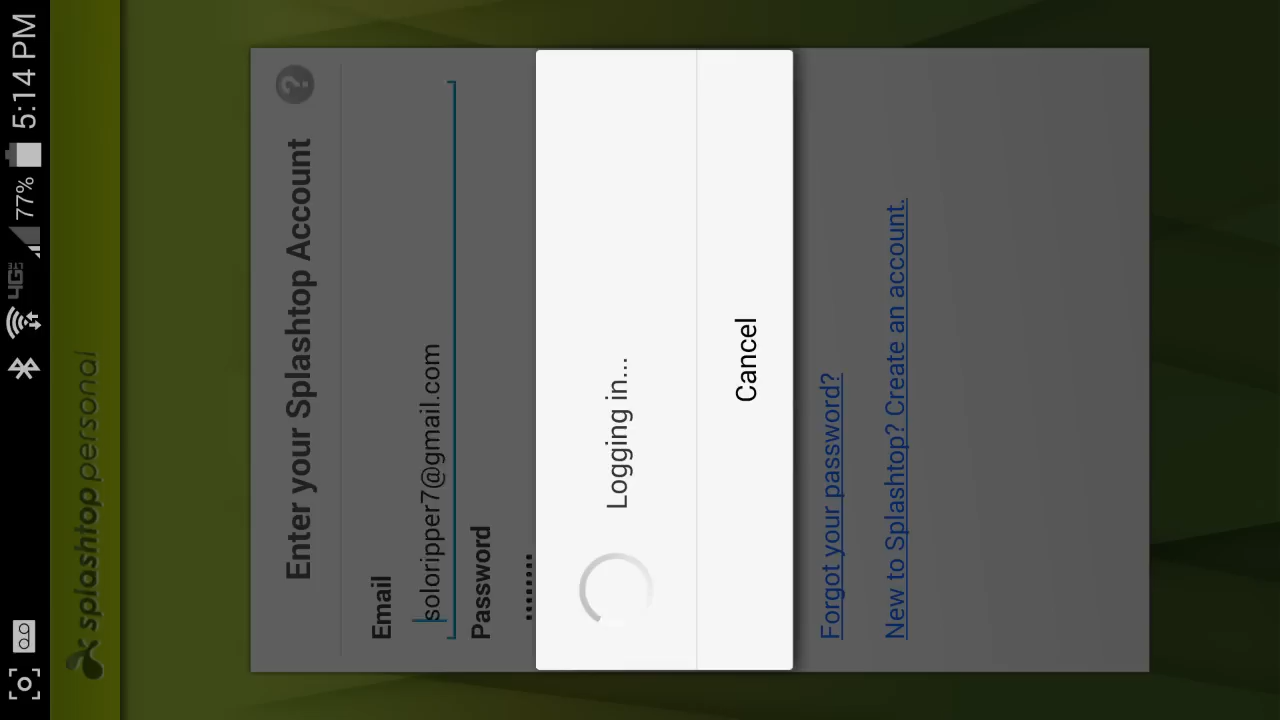 77% 5:14 PM
splashtop personal
Enter your Splashtop Account ?
Email
soloripper7@gmail.com
Password
........
Logging in...
Cancel
Forgot your password?
New to Splashtop? Create an account.